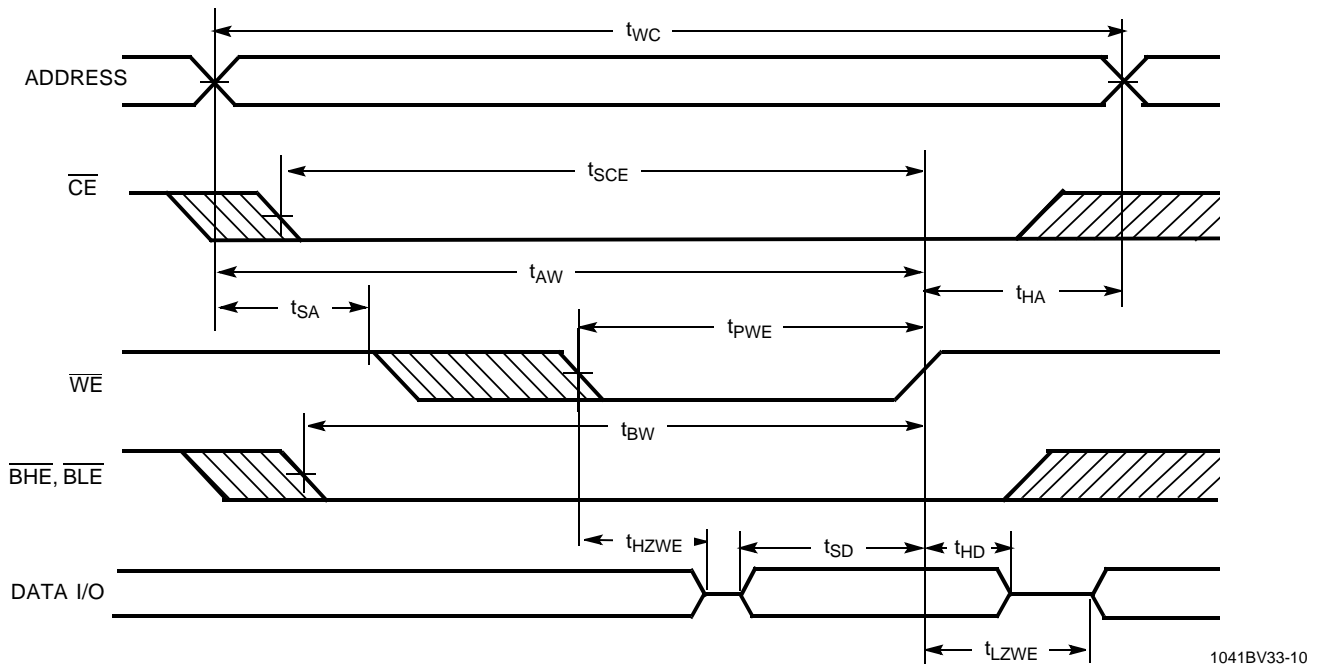 tWC
ADDRESS
CE
tSCE
tAW
tSA
tHA
tPWE
WE
tBW
BHE, BLE
tHZWE
tSD
tHD
DATA I/O
tLZWE
1041BV33-10